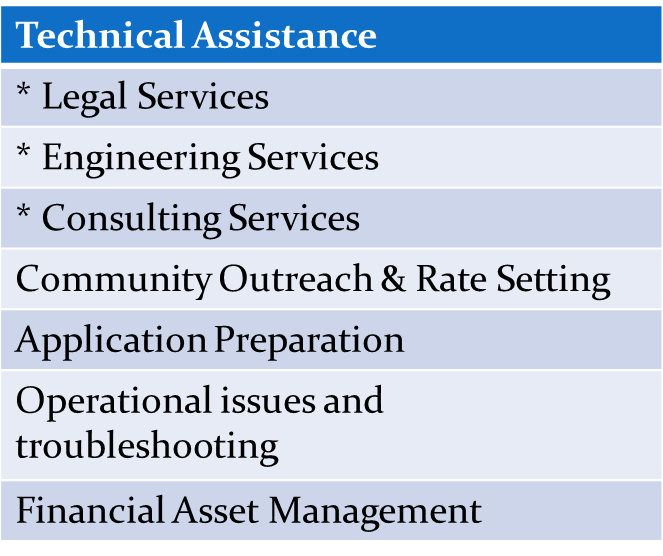 Technical Assistance
* Legal Services
* Engineering Services
* Consulting Services
Community Outreach & Rate Setting
Application Preparation
Operational issues and
troubleshooting
Financial Asset Management